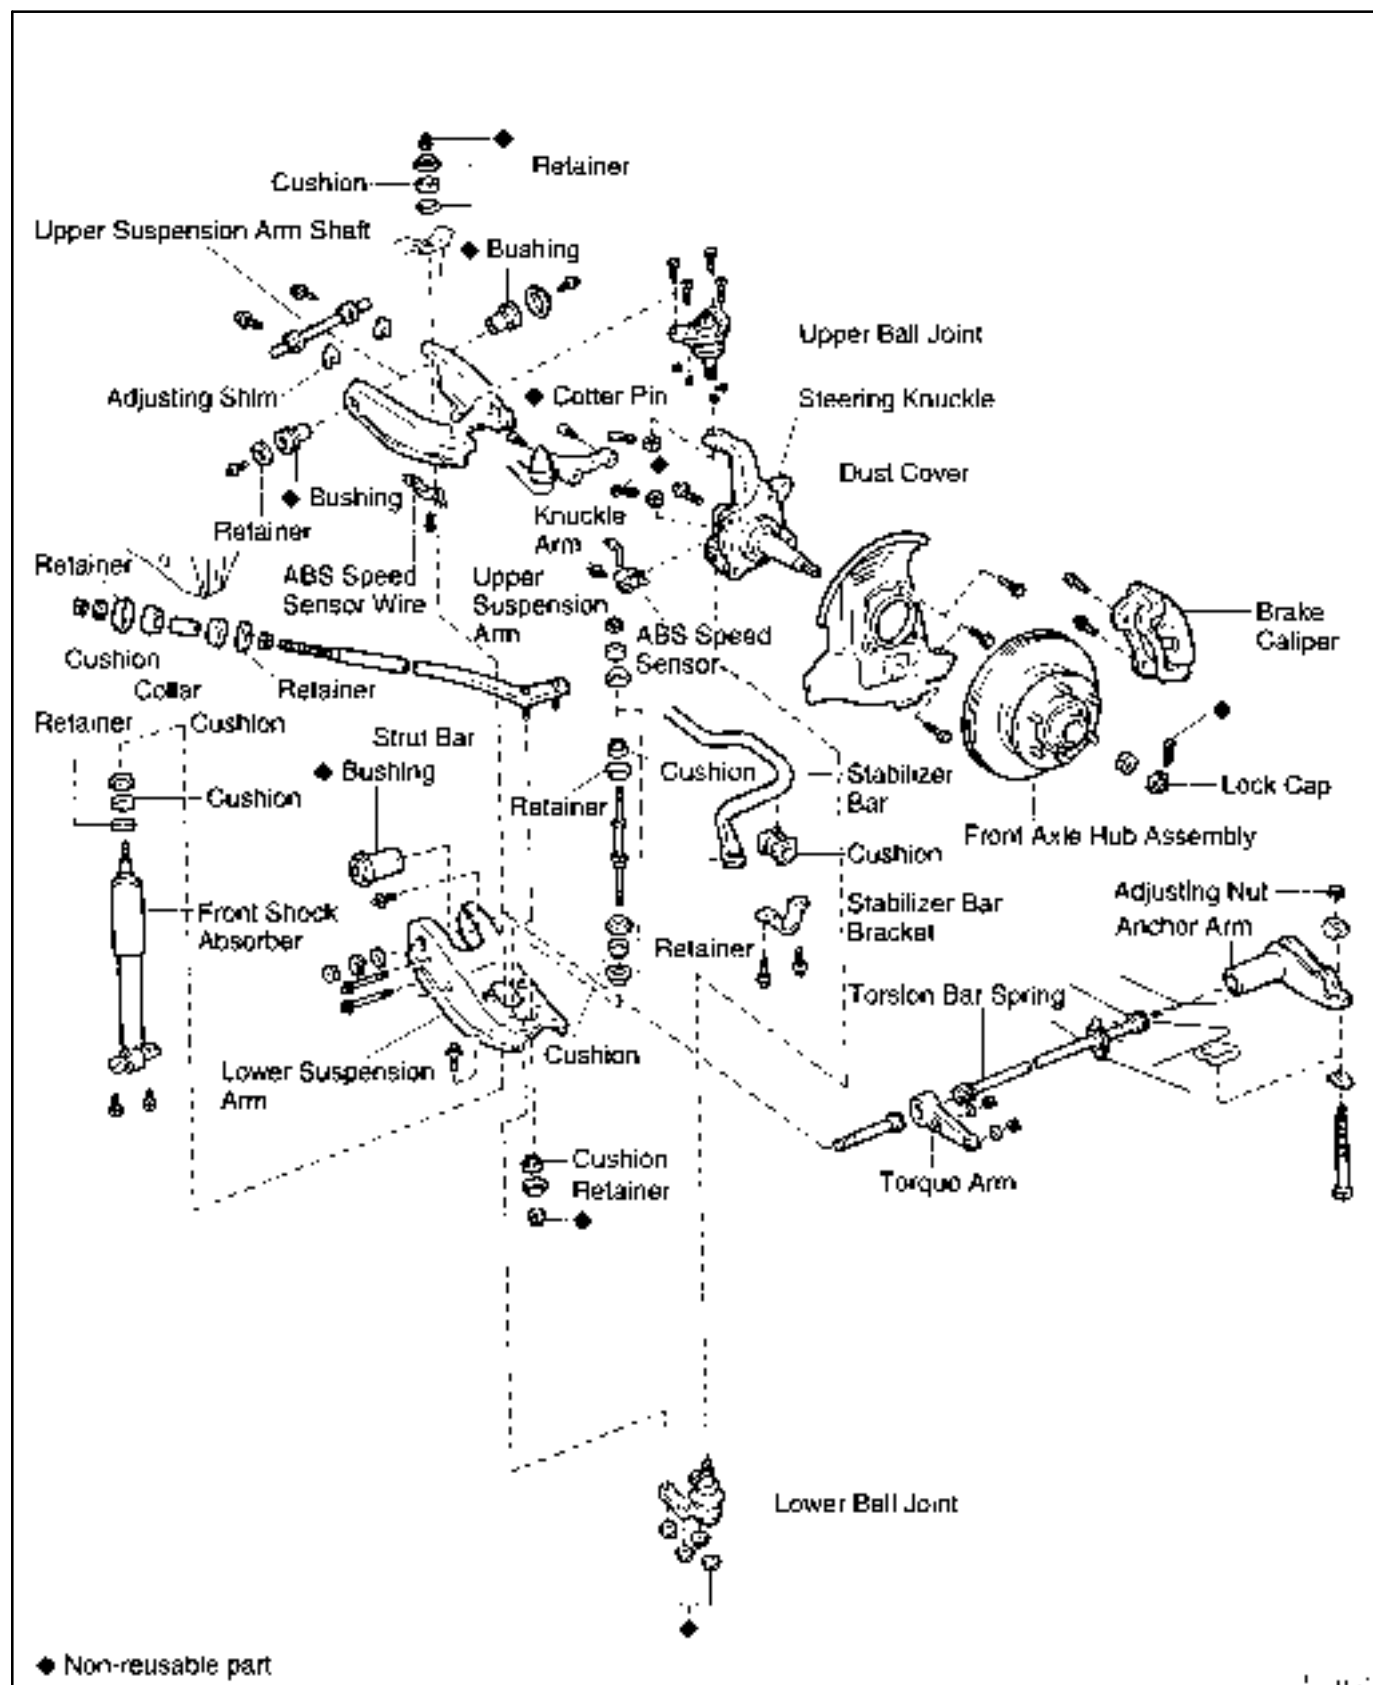 Retainer
Cushion
Upper Suspension Arm Shaft
◆ Bushing
Upper Ball Joint
Adjusting Shim
◆ Cotter Pin
Steering Knuckle
Dust Cover
◆ Bushing
Retainer
Knuckle
Arm
Retainer
ABS Speed
Sensor Wire
Upper
Suspension
Arm
Brake
Caliper
ABS Speed
Sensor
Cushion
Collar
Retainer
Retainer
Cushion
Strut Bar
◆ Bushing
Cushion
Stabilizer
Bar
Cushion
Retainer
Lock Cap
Front Axle Hub Assembly
Cushion
Adjusting Nut
Front Shock
Absorber
Stabilizer Bar
Bracket
Anchor Arm
Retainer
Torsion Bar Spring
Cushion
Lower Suspension
Arm
Cushion
Retainer
Torque Arm
Lower Ball Joint
◆ Non-reusable part